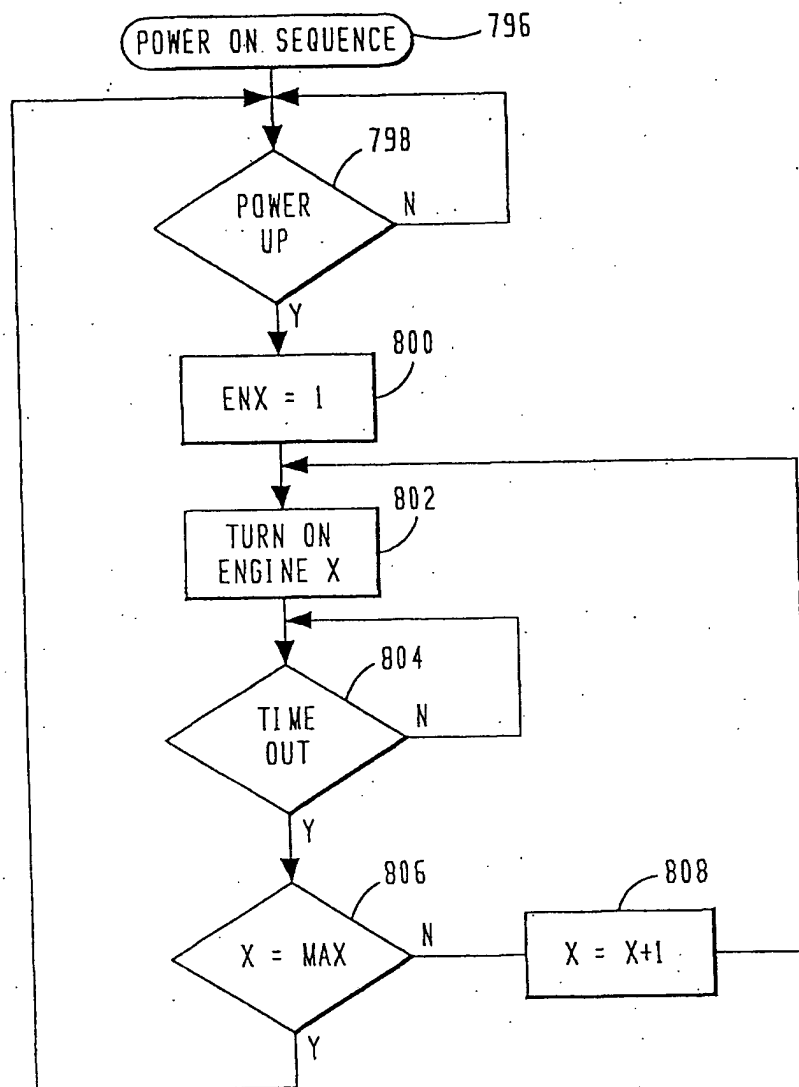 POWER ON SEQUENCE
796
798
POWER
UP
N
Y
800
ENX = 1
802
TURN ON
ENGINE X
804
TIME
OUT
N
Y
806
X = MAX
N
808
X = X+1
Y